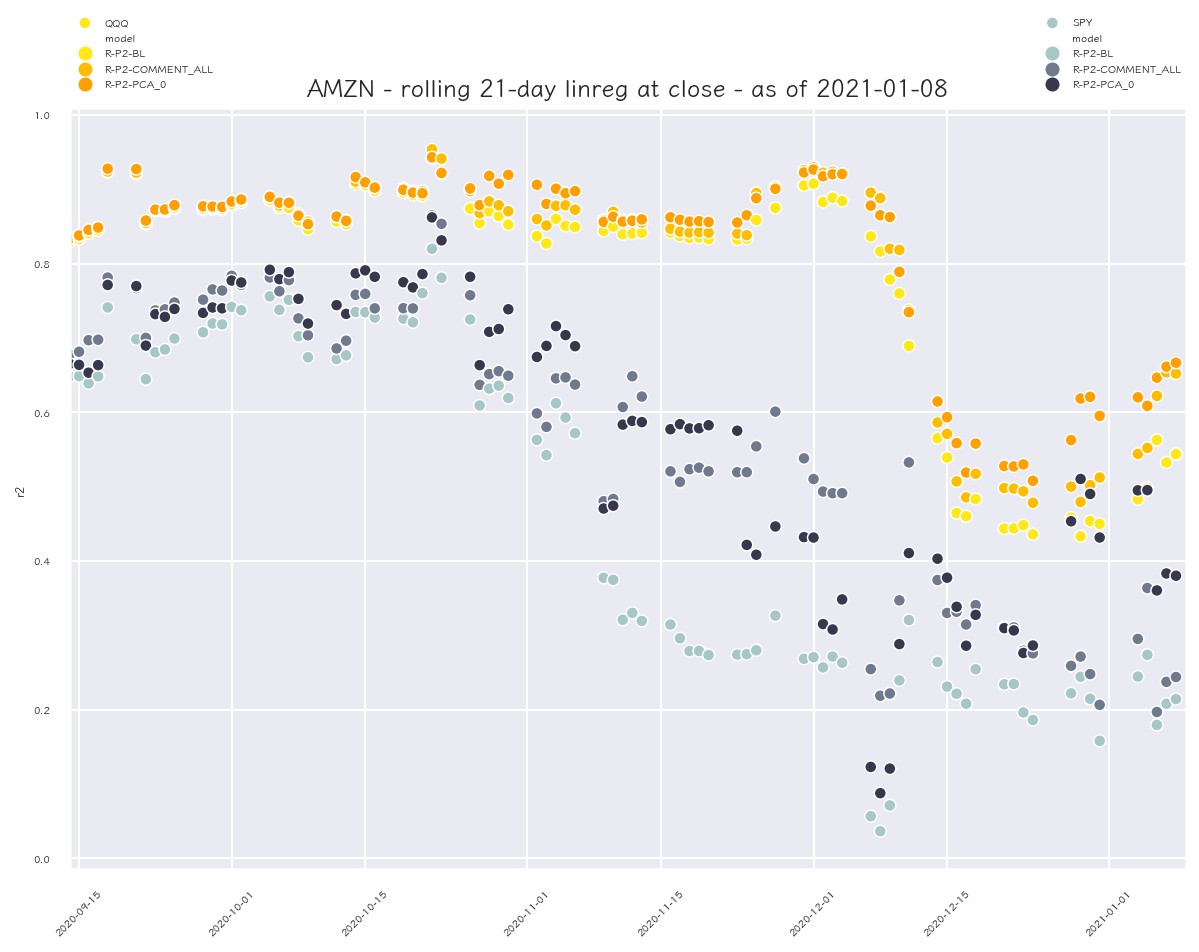 QQQ
model
R-P2-BL
R-P2-COMMENT_ALL
R-P2-PCA_0
SPY
model
R-P2-BL
R-P2-COMMENT_ALL
R-P2-PCA_0
AMZN - rolling 21-day linreg at close - as of 2021-01-08
1.0
0.8
0.6
0.4
0.2
0.0
r2
2020-09-15
2020-10-01
2020-10-15
2020-11-01
2020-11-15
2020-12-01
2020-12-15
2021-01-01